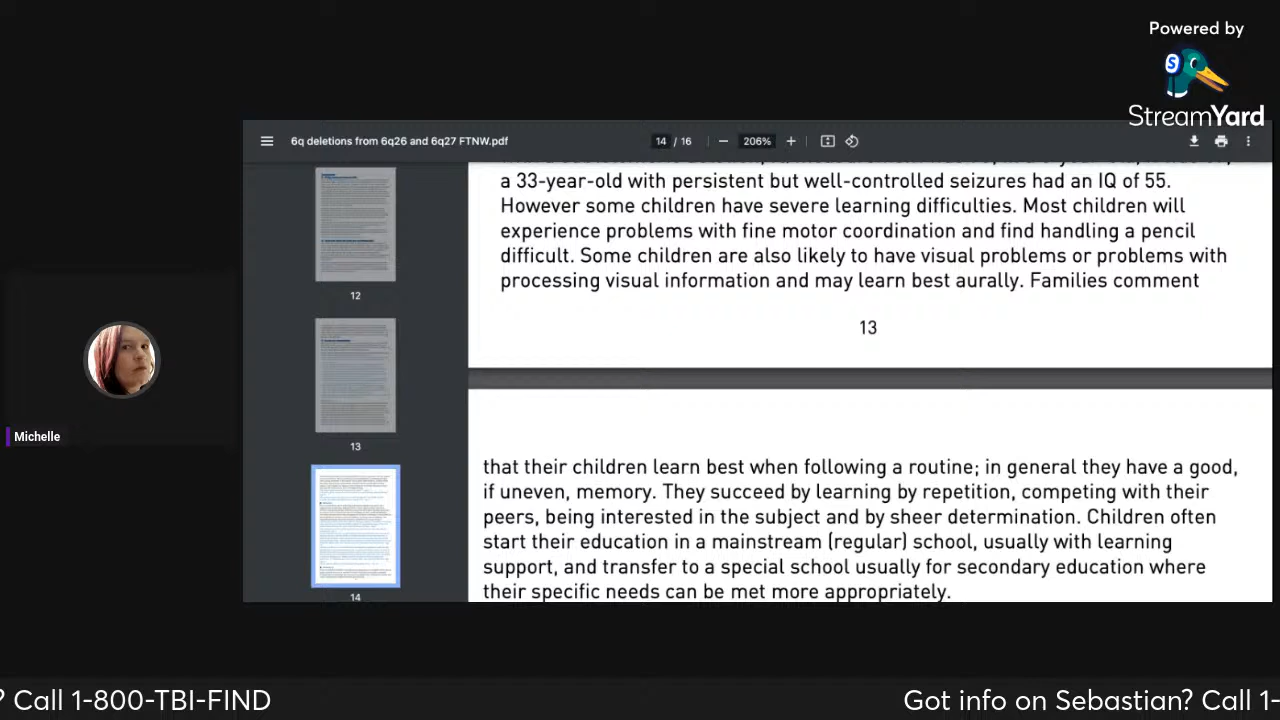 Powered by
StreamYard
6q deletions from 6q26 and 6q27 FTNW.pdf
14 / 16
206%
33-year-old with persistent but well-controlled seizures had an IQ of 55.
However some children have severe learning difficulties. Most children will
experience problems with fine motor coordination and find handling a pencil
difficult. Some children are also likely to have visual problems or problems with
processing visual information and may learn best aurally. Families comment
13
that their children learn best when following a routine; in general they have a good,
if uneven, memory. They also enjoy learning by repetition, competing with their
being
and by sheer determination. Children often
start their education in mainstream (regular) school, usually with learning
support, and transfer to a special school usually for secondary education where
their specific needs can be met more appropriately.
12
13
14
Michelle
? Call 1-800-TBI-FIND
Got info on Sebastian? Call 1-